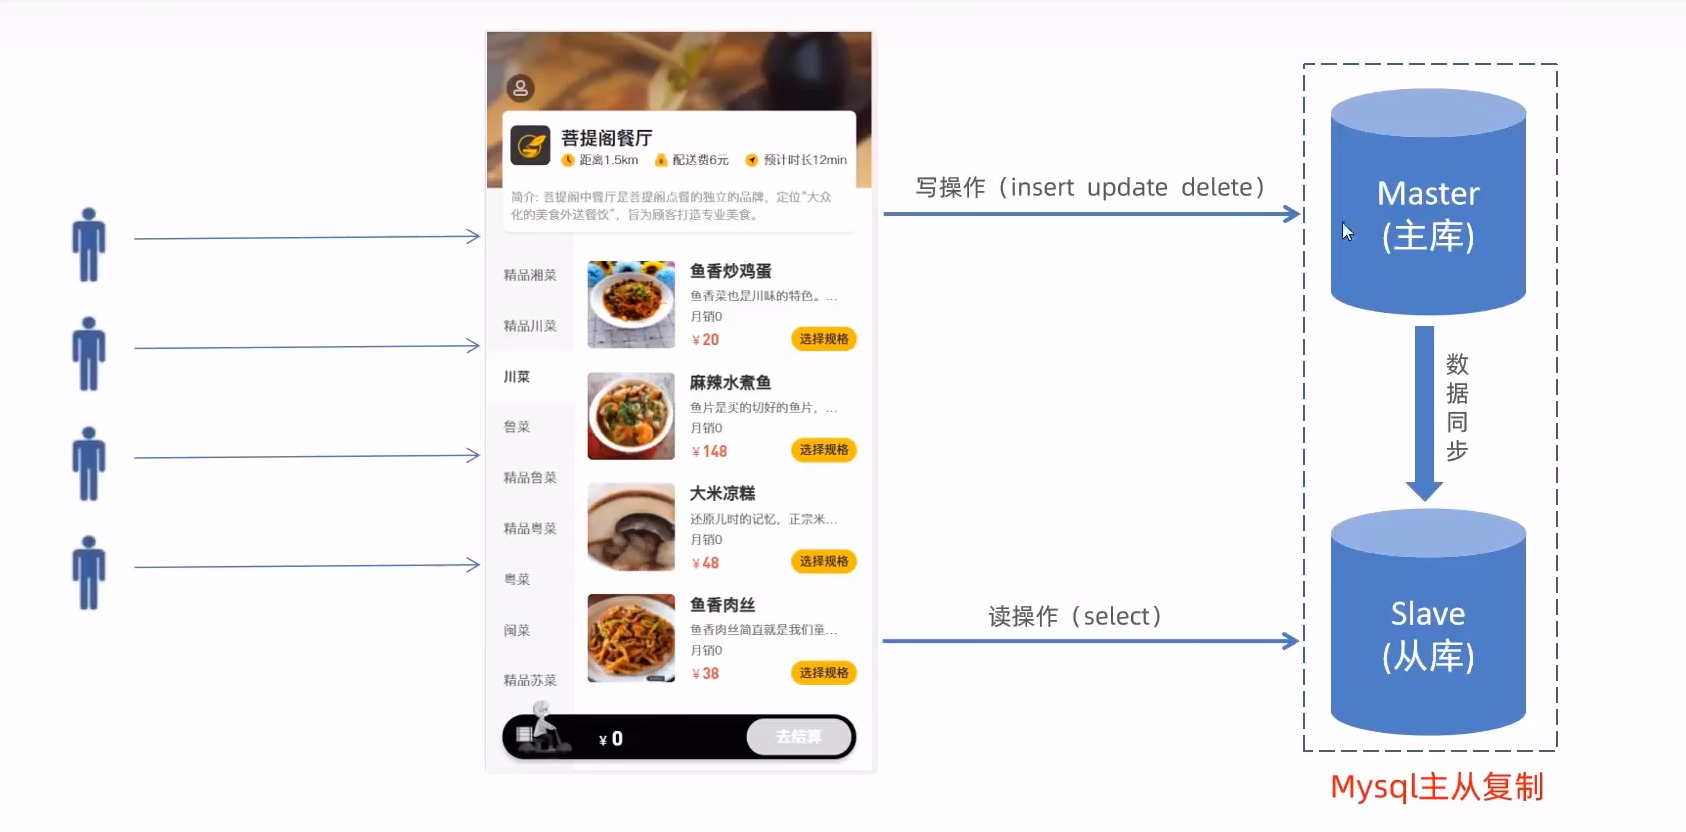 菩提阁餐厅
距离1.5km 配送费6元 预计时长12min
简介: 菩提阁中餐厅是菩提阁点餐的独立的品牌，定位“大众
化的美食外送餐饮”，旨为顾客打造专业美食。
精品湘菜
精品川菜
川菜
鲁菜
精品鲁菜
精品粤菜
粤菜
闽菜
精品苏菜
鱼香炒鸡蛋
鱼香菜也是川味的特色。...
月销0
￥20
选择规格
麻辣水煮鱼
鱼片是买的切好的鱼片，...
月销0
￥148
选择规格
大米凉糕
还原儿时的记忆，正宗米...
月销0
￥48
选择规格
鱼香肉丝
鱼香肉丝简直就是我们童...
月销0
￥38
选择规格
￥0
去结算
写操作（insert update delete）
读操作（select）
Master
(主库)
数据同步
Slave
(从库)
Mysql主从复制